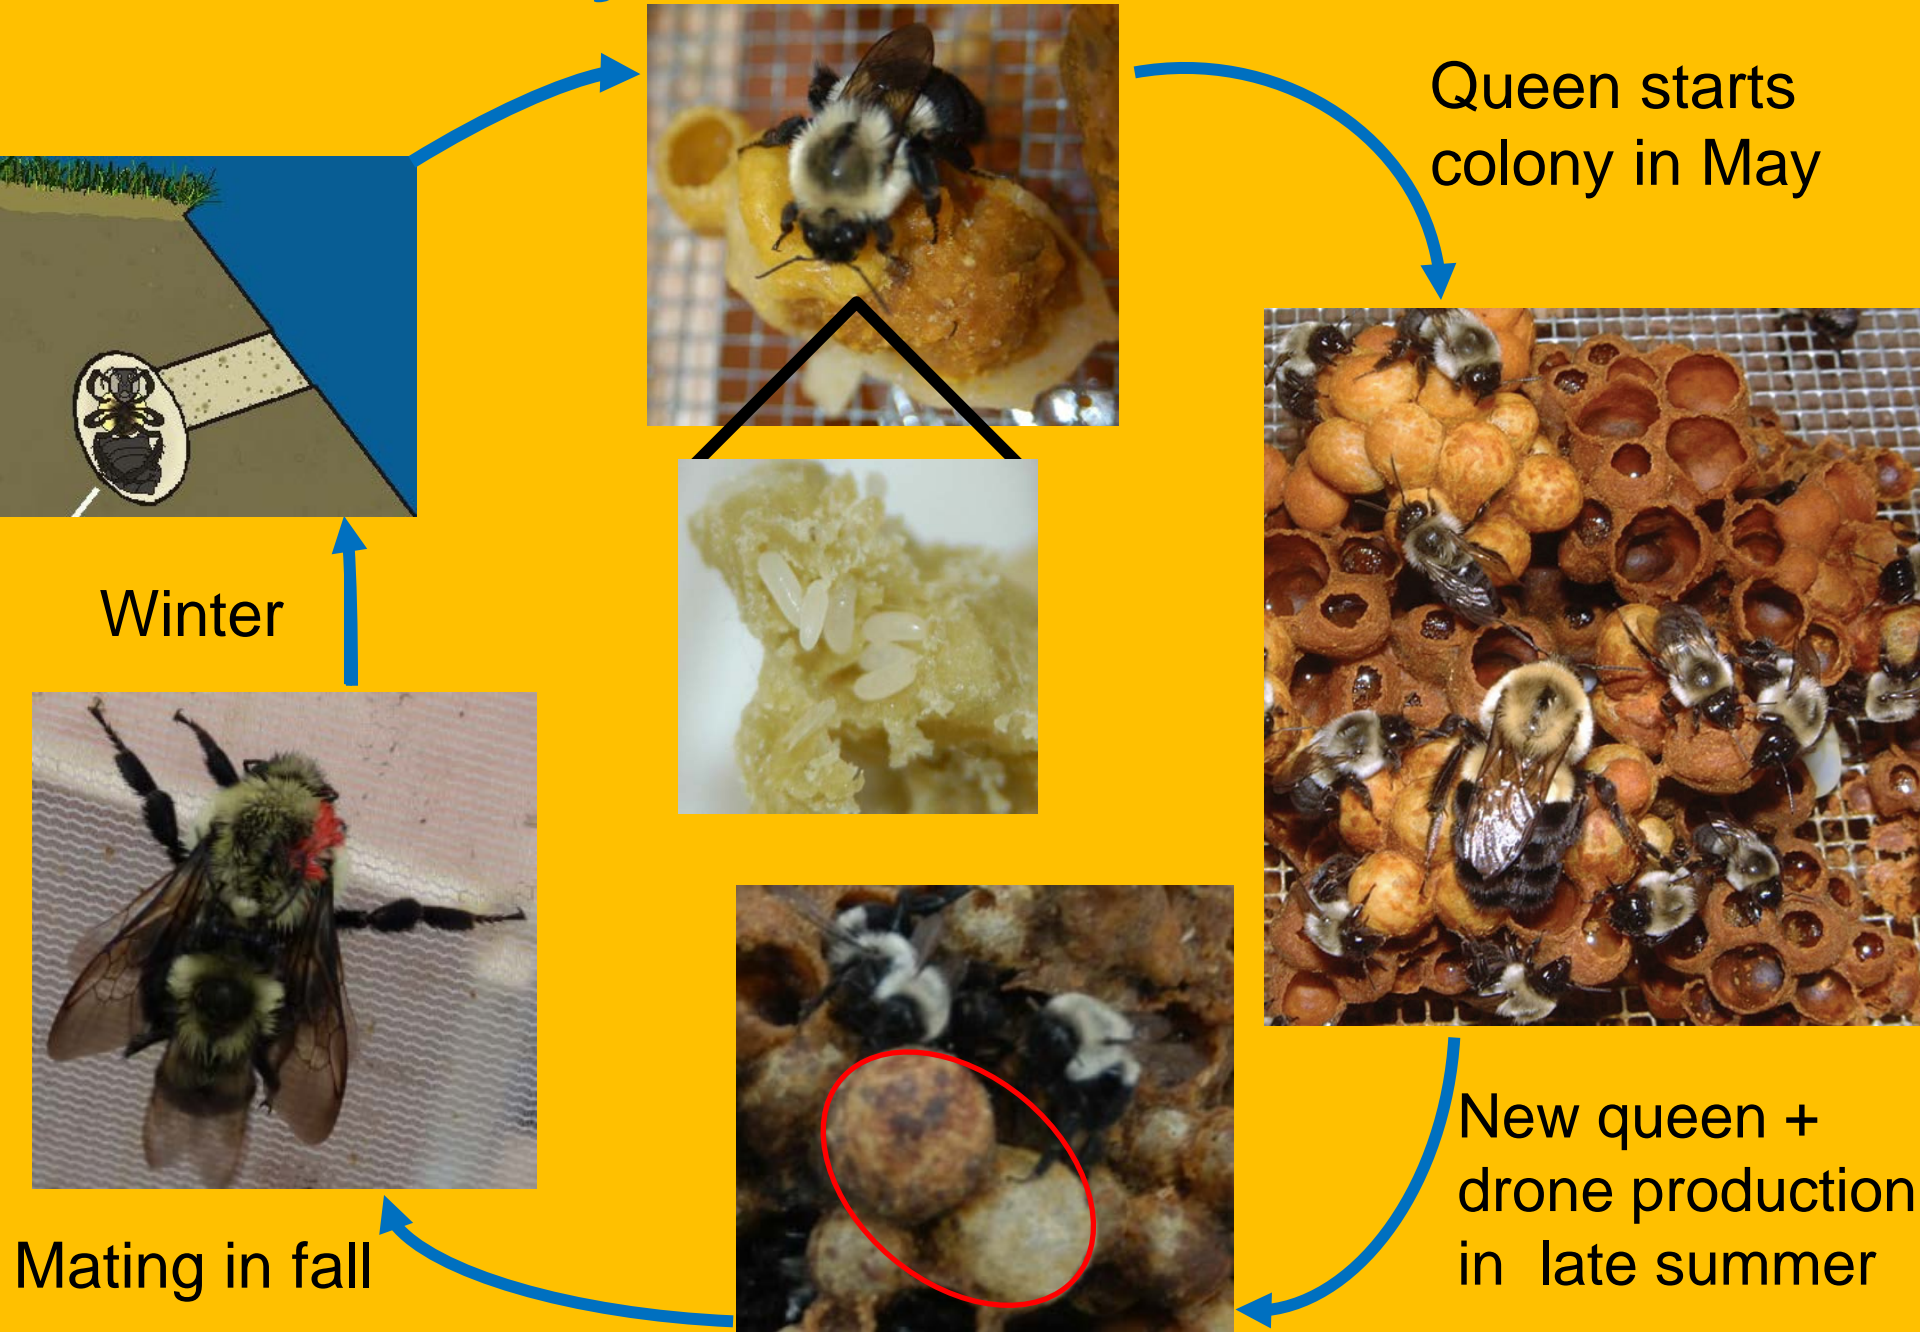 Queen starts
colony in May
Winter
New queen +
drone production
in late summer
Mating in fall